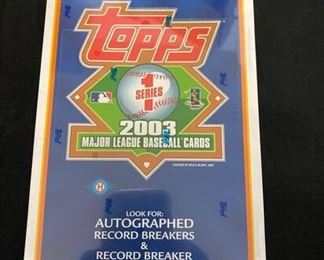 Topps
SERIES
1
2003
MAJOR LEAGUE BASEBALL CARDS
LOOK FOR:
AUTOGRAPHED
RECORD BREAKERS
&
RECORD BREAKER